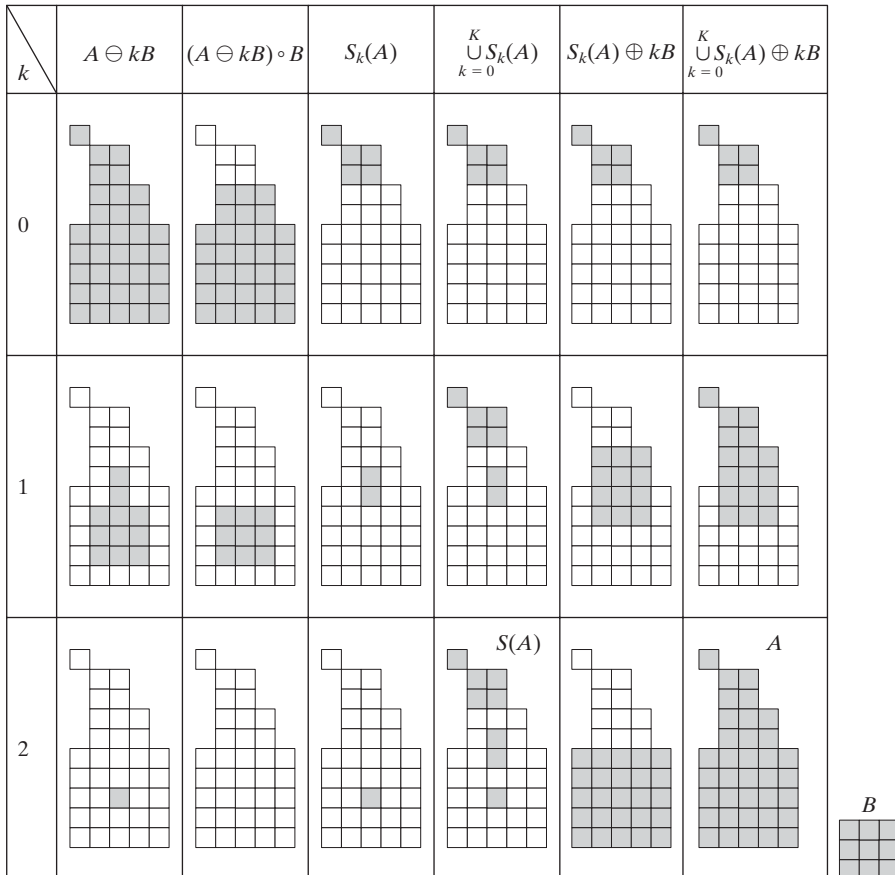 k
A ⊖ kB
(A ⊖ kB) ∘ B
S_k(A)
K
∪ S_k(A)
k = 0
S_k(A) ⊕ kB
K
∪ S_k(A) ⊕ kB
k = 0
0
1
2
S(A)
A
B